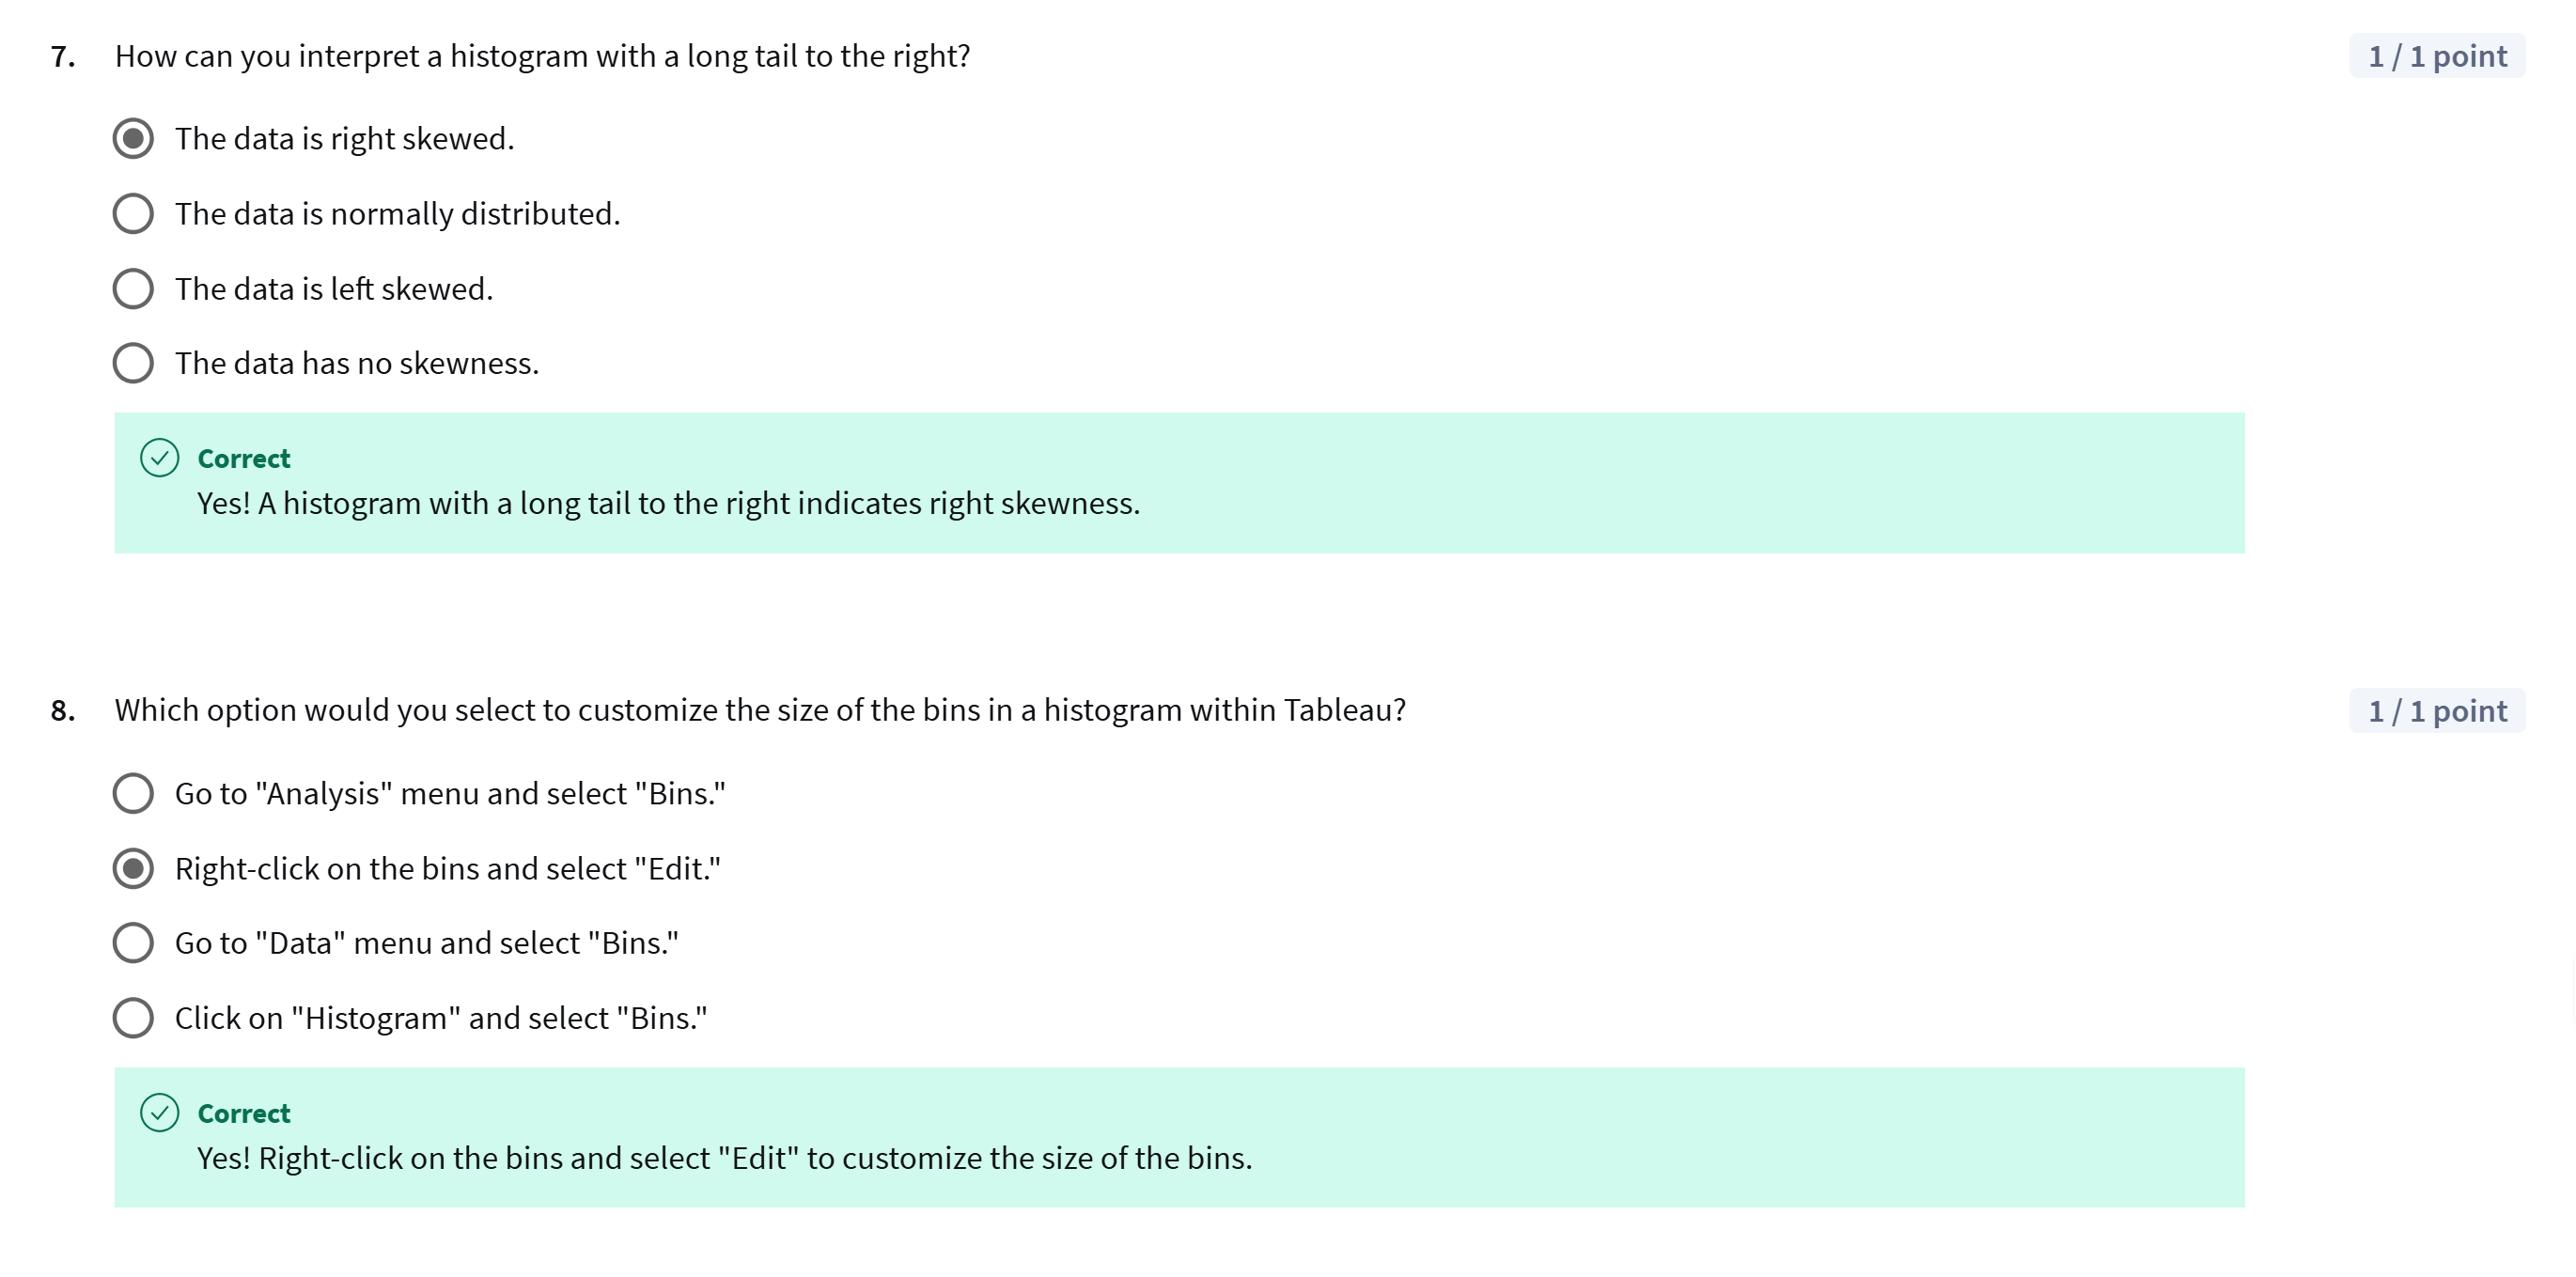 7. How can you interpret a histogram with a long tail to the right? 1 / 1 point
The data is right skewed.
The data is normally distributed.
The data is left skewed.
The data has no skewness.
Correct
Yes! A histogram with a long tail to the right indicates right skewness.
8. Which option would you select to customize the size of the bins in a histogram within Tableau? 1 / 1 point
Go to "Analysis" menu and select "Bins."
Right-click on the bins and select "Edit."
Go to "Data" menu and select "Bins."
Click on "Histogram" and select "Bins."
Correct
Yes! Right-click on the bins and select "Edit" to customize the size of the bins.